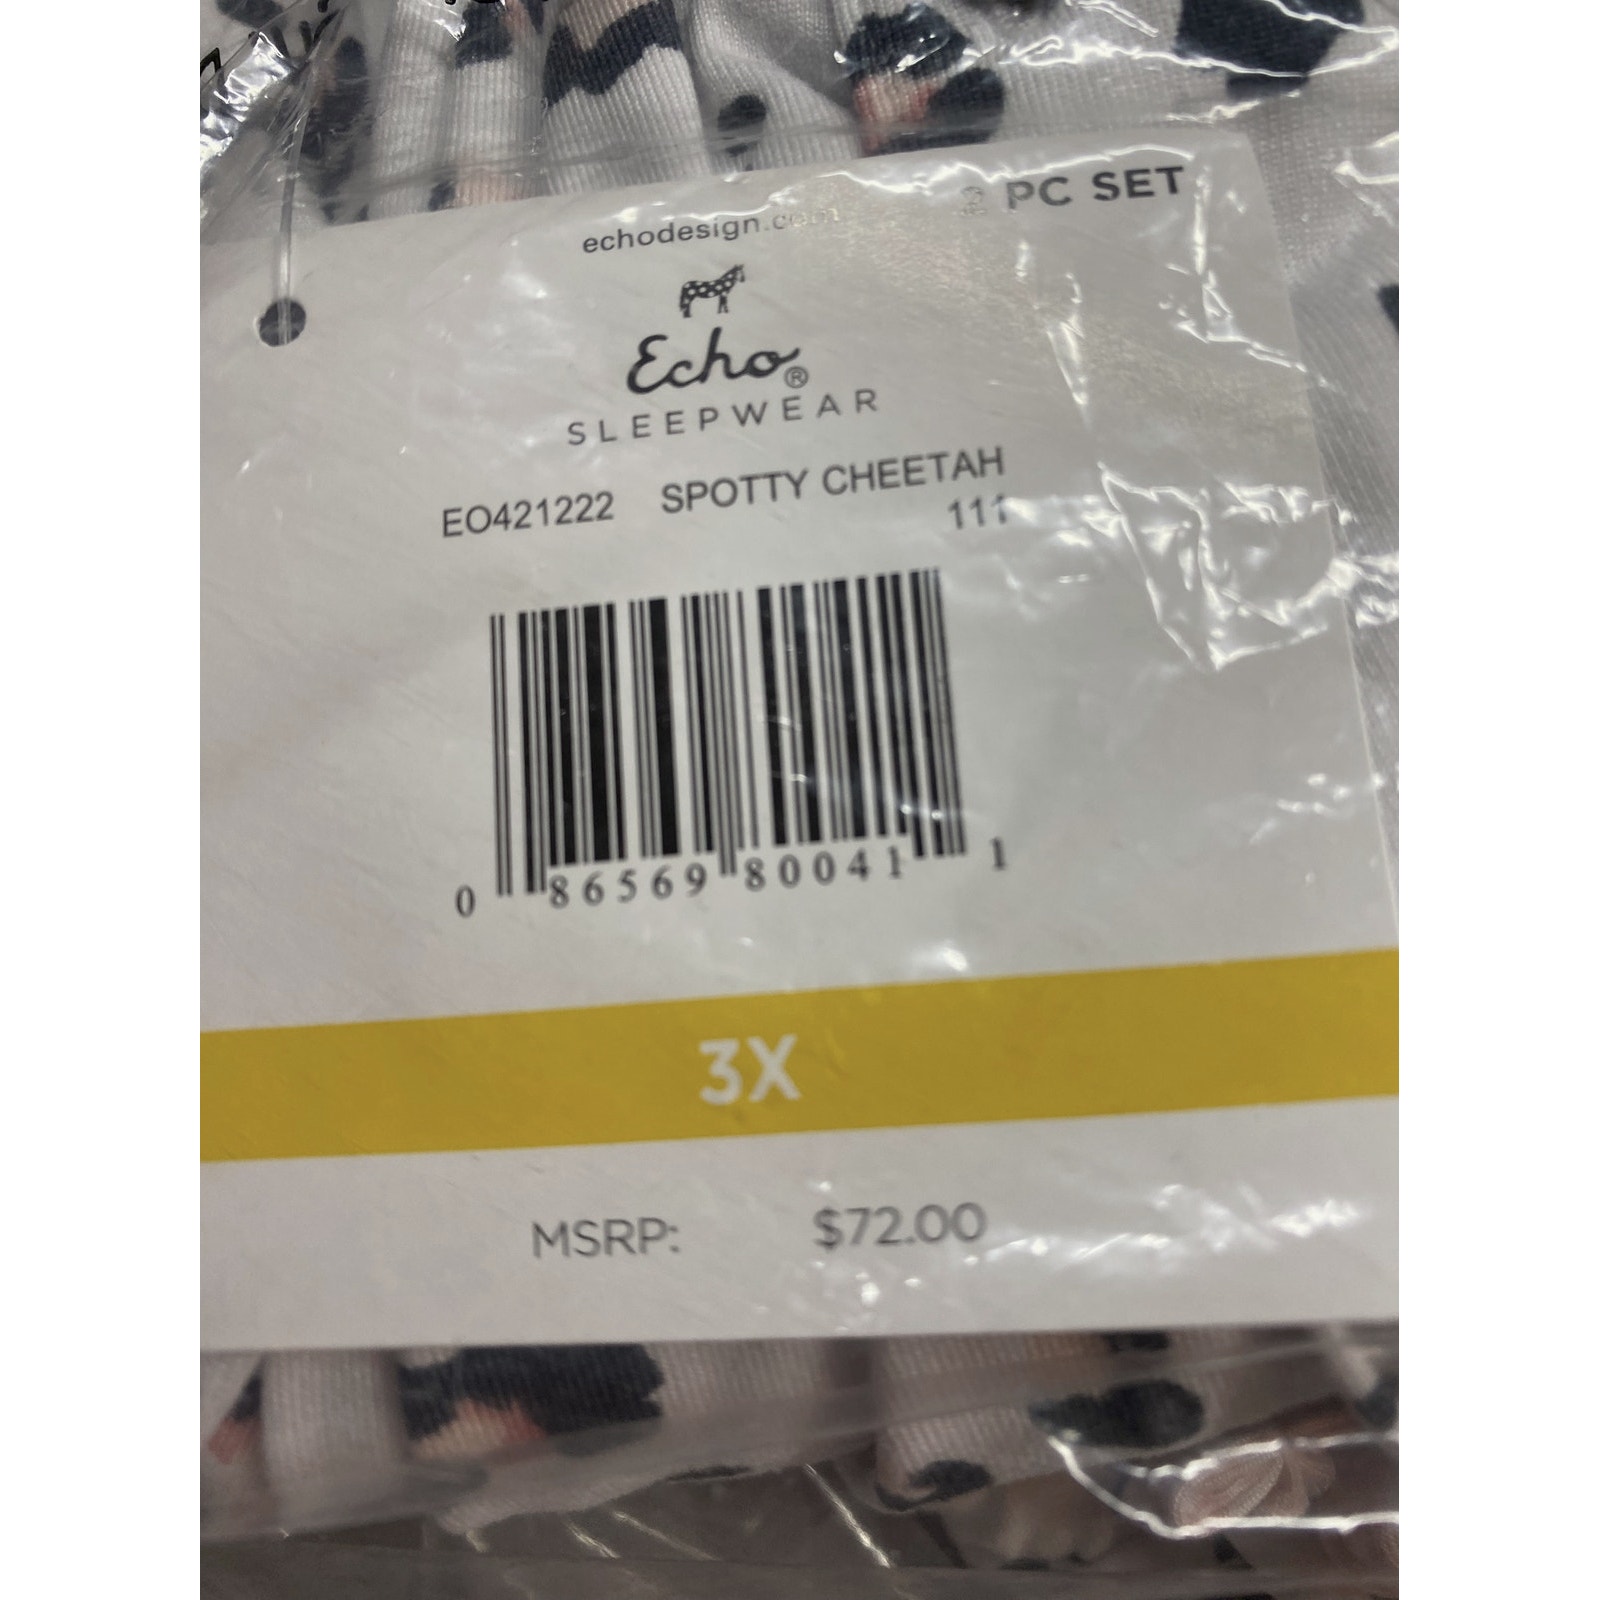 2 PC SET
echodesign.com
Echo®
SLEEPWEAR
EO421222 SPOTTY CHEETAH
111
0 86569 80041 1
3X
MSRP: $72.00